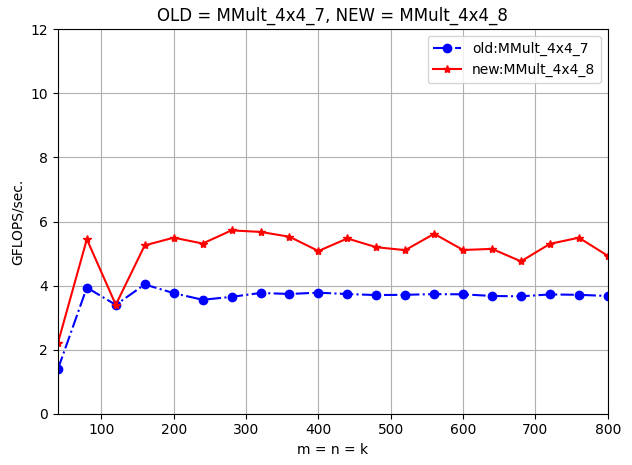 OLD = MMult_4x4_7, NEW = MMult_4x4_8
old:MMult_4x4_7
new:MMult_4x4_8
GFLOPS/sec.
12
10
8
6
4
2
0
100 200 300 400 500 600 700 800
m = n = k